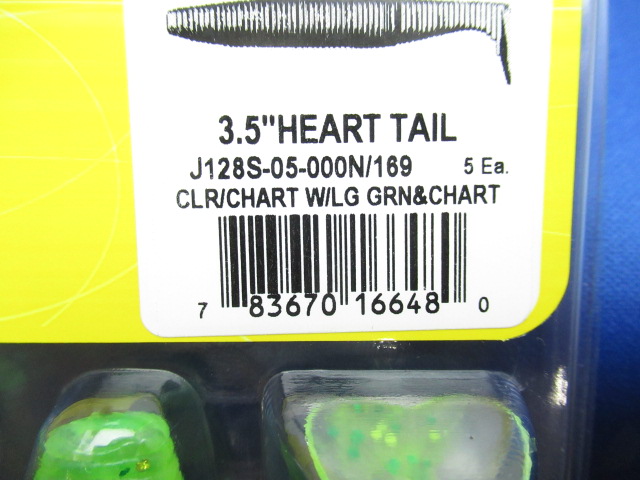 3.5"HEART TAIL
J128S-05-000N/169 5 Ea.
CLR/CHART W/LG GRN&CHART
7 83670 16648 0